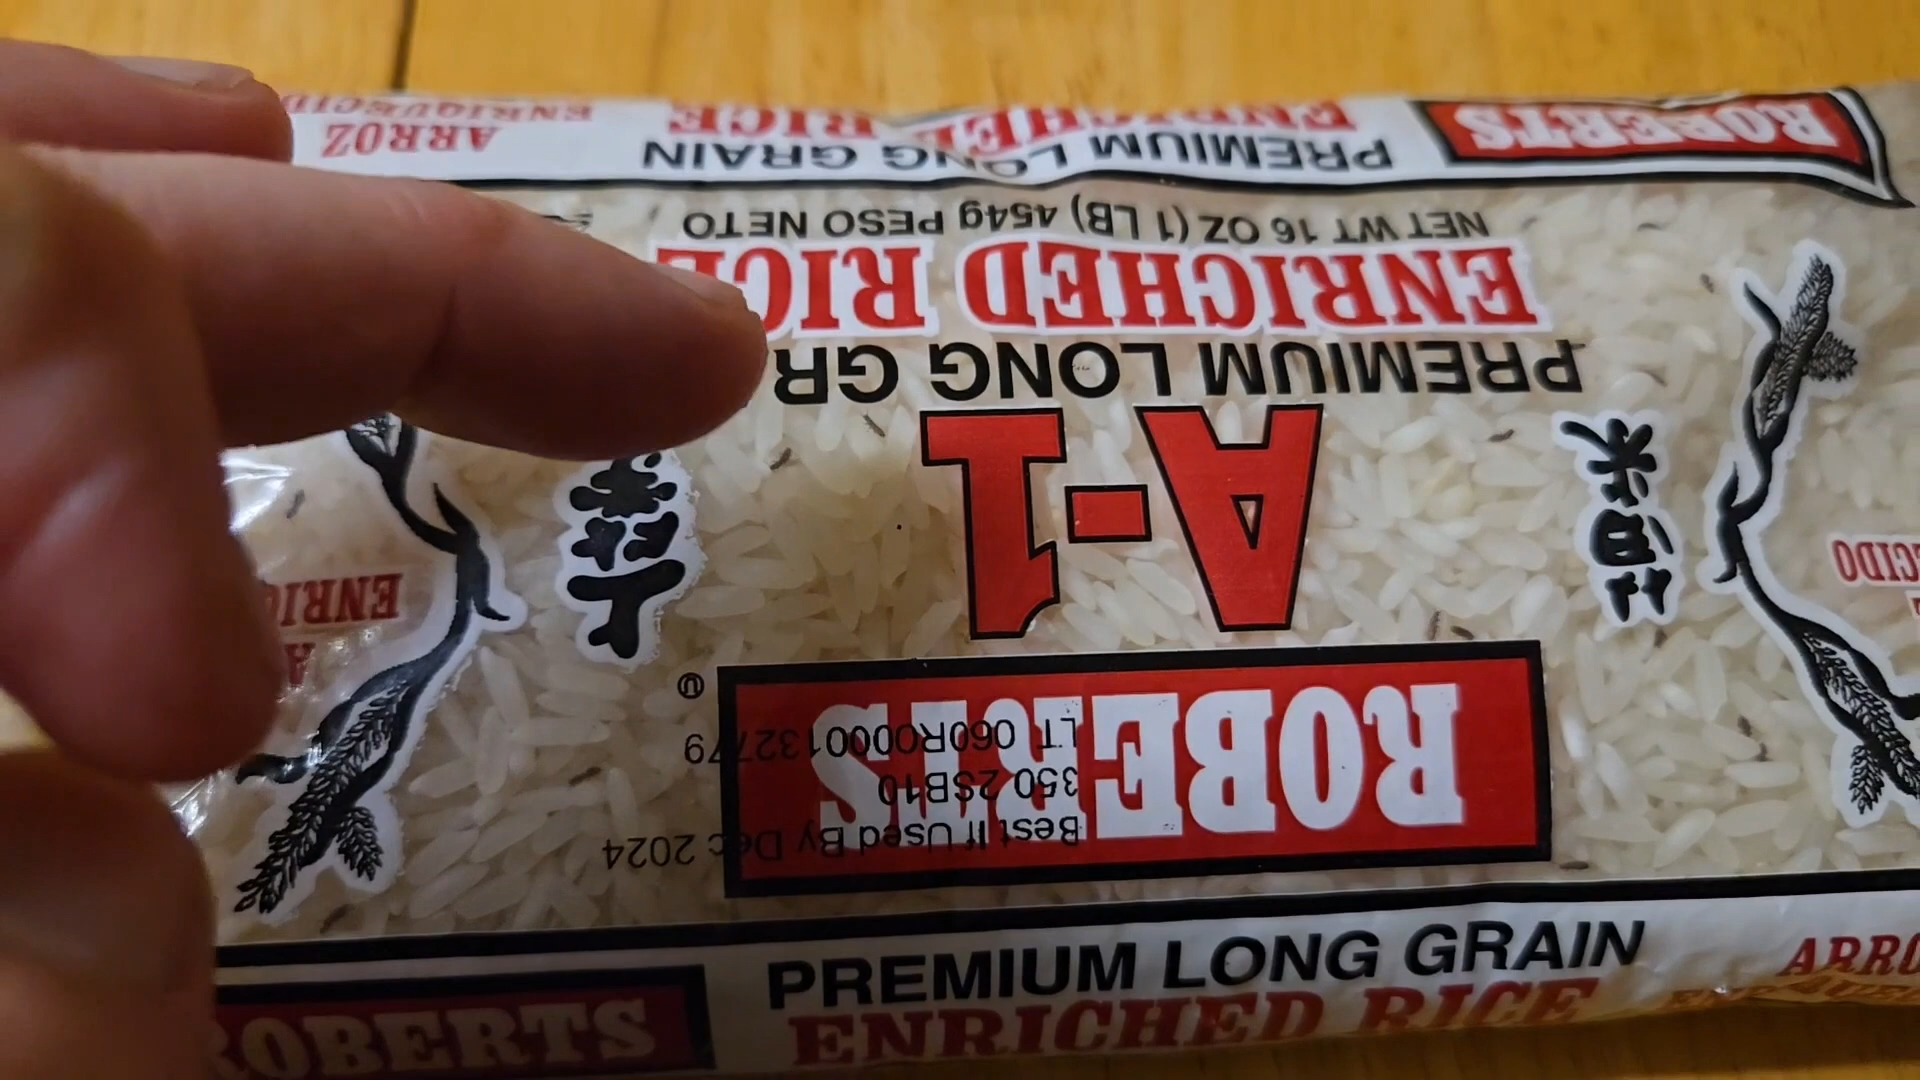 Best If Used By Dec 2024
350 2SB10
LT 060R0000132779
ROBERTS
A-1
PREMIUM LONG GR
ENRICHED RICE
NET WT 16 OZ (1 LB) 454g PESO NETO
ROBERTS
PREMIUM LONG GRAIN
ENRICHED RICE
ARROZ
ENRIQUECIDO
ROBERTS
PREMIUM LONG GRAIN
ENRICHED RICE